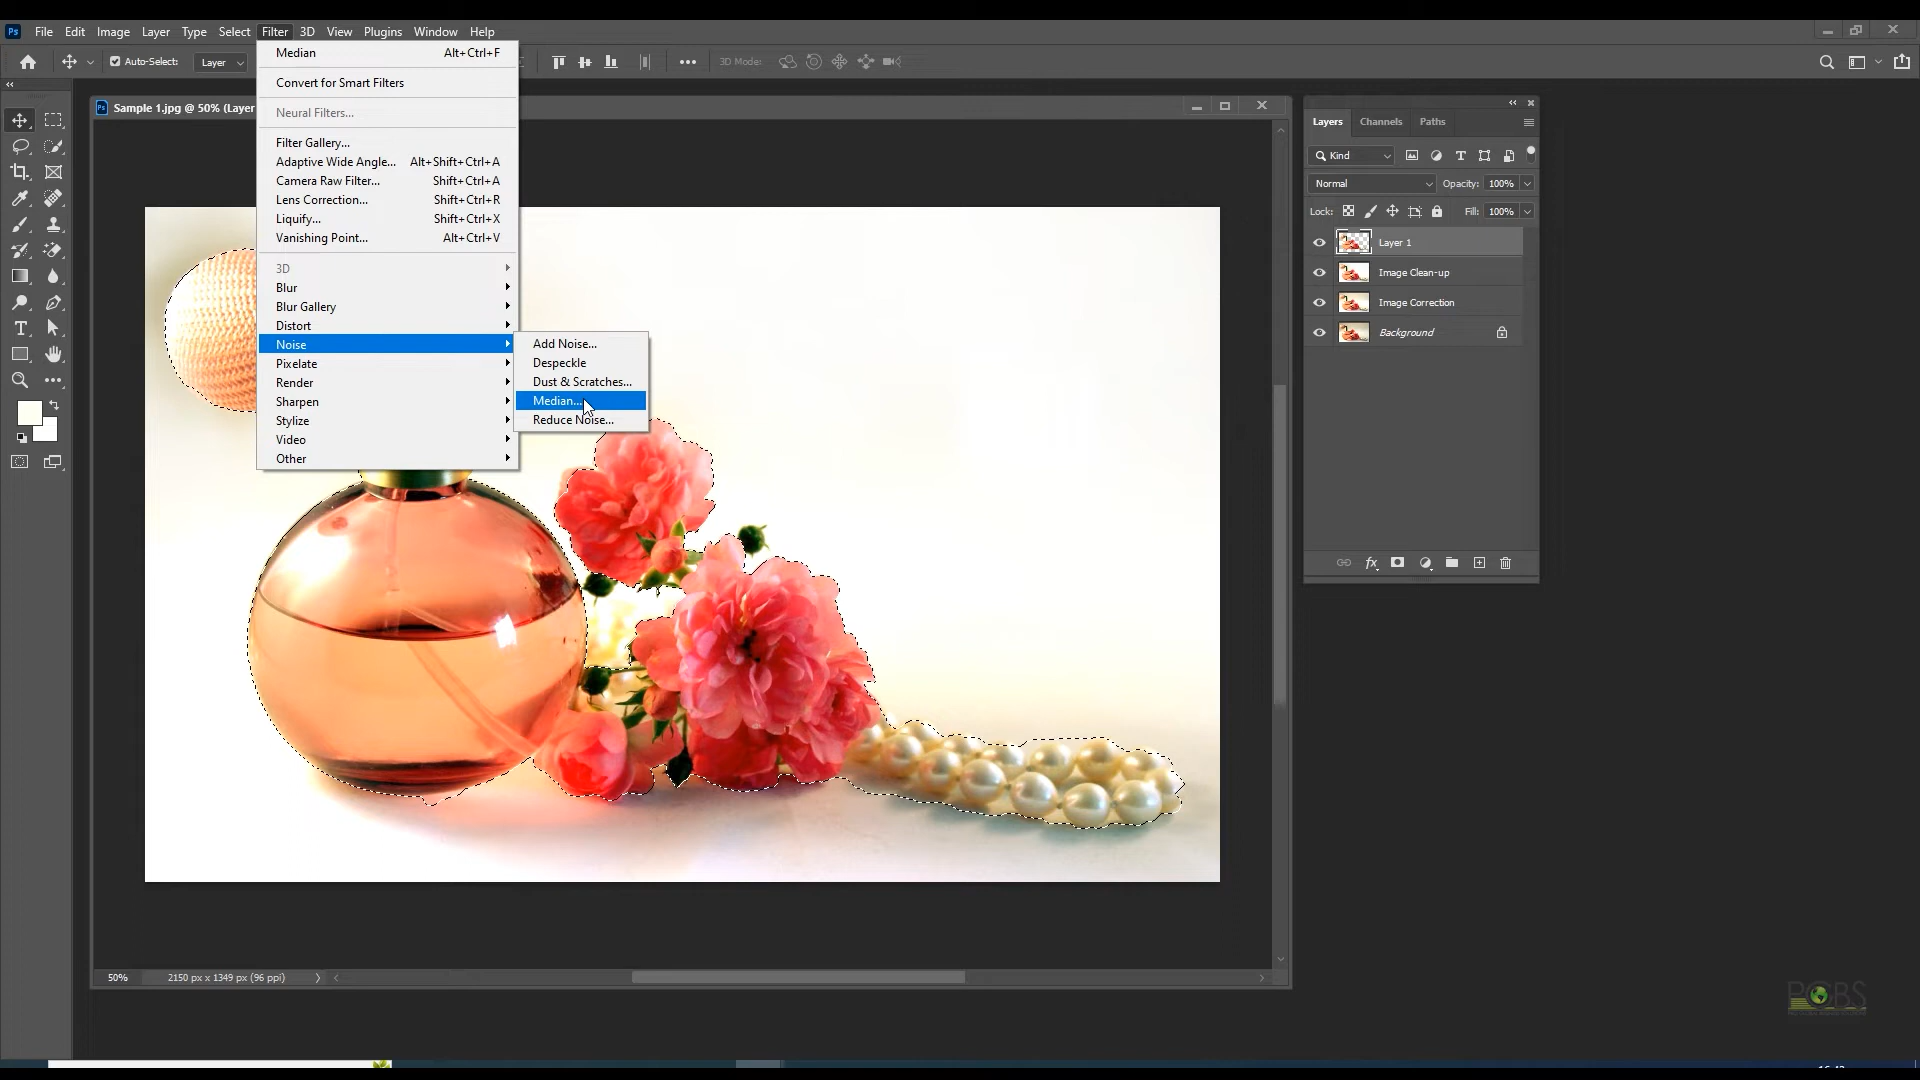 Ps File Edit Image Layer Type Select Filter 3D View Plugins Window Help
Auto-Select: Layer 3D Mode:
Median Alt+Ctrl+F
Convert for Smart Filters
Neural Filters...
Filter Gallery...
Adaptive Wide Angle... Alt+Shift+Ctrl+A
Camera Raw Filter... Shift+Ctrl+A
Lens Correction... Shift+Ctrl+R
Liquify... Shift+Ctrl+X
Vanishing Point... Alt+Ctrl+V
3D
Blur
Blur Gallery
Distort
Noise
Pixelate
Render
Sharpen
Stylize
Video
Other
Add Noise...
Despeckle
Dust & Scratches...
Median...
Reduce Noise...
Ps Sample 1.jpg @ 50% (Layer
Layers Channels Paths
Kind
Normal Opacity: 100%
Lock: Fill: 100%
Layer 1
Image Clean-up
Image Correction
Background
fx
50% 2150 px x 1349 px (96 ppi)